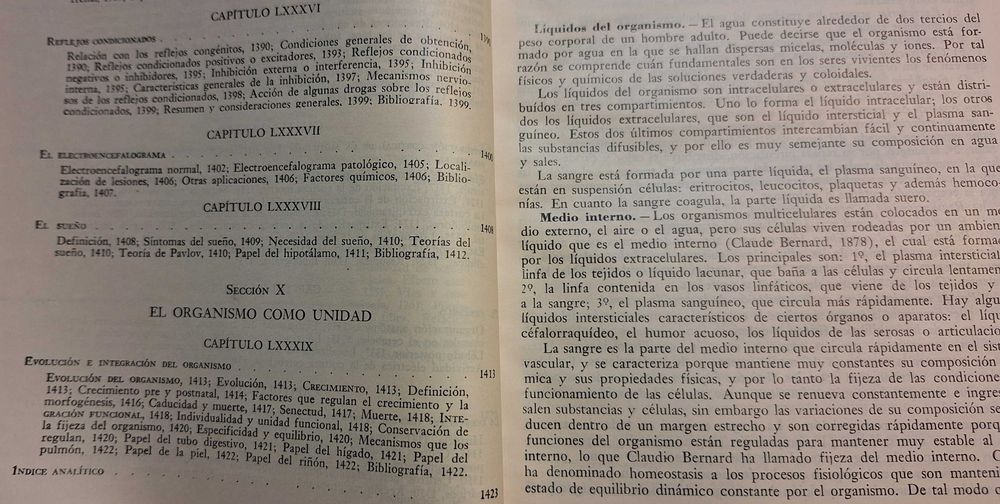 CAPÍTULO LXXXVI
REFLEJOS CONDICIONADOS . . . 1390
Relación con los reflejos congénitos, 1390; Condiciones generales de obtención,
1390; Reflejos condicionados positivos o excitadores, 1393; Reflejos condicionados
negativos o inhibidores, 1395; Inhibición externa o interferencia, 1395; Inhibición
interna, 1395; Características generales de la inhibición, 1397; Mecanismos nervio-
sos de los reflejos condicionados, 1398; Acción de algunas drogas sobre los reflejos
condicionados, 1399; Resumen y consideraciones generales. 1399; Bibliografía. 1399.
CAPITULO LXXXVII
EL ELECTROENCEFALOGRAMA . . . 1400
Electroencefalograma normal, 1402; Electroencefalograma patológico, 1405; Locali-
zación de lesiones, 1406; Otras aplicaciones, 1406; Factores químicos, 1406; Biblio-
grafía, 1407.
CAPÍTULO LXXXVIII
EL SUEÑO . . . 1408
Definición, 1408; Síntomas del sueño, 1409; Necesidad del sueño, 1410; Teorías del
sueño, 1410; Teoría de Pavlov, 1410; Papel del hipotálamo, 1411; Bibliografía, 1412.
SECCIÓN X
EL ORGANISMO COMO UNIDAD
CAPÍTULO LXXXIX
EVOLUCIÓN E INTEGRACIÓN DEL ORGANISMO . . . 1413
EVOLUCIÓN DEL ORGANISMO, 1413; Evolución, 1413; CRECIMIENTO, 1413; Definición,
1413; Crecimiento pre y postnatal, 1414; Factores que regulan el crecimiento y la
morfogénesis, 1416; Caducidad y muerte, 1417; Senectud, 1417; Muerte, 1418; INTE-
GRACIÓN FUNCIONAL, 1418; Individualidad y unidad funcional, 1418; Conservación de
la fijeza del organismo, 1420; Especificidad y equilibrio, 1420; Mecanismos que los
regulan, 1420; Papel del tubo digestivo, 1421; Papel del hígado, 1421; Papel del
pulmón, 1422; Papel de la piel, 1422; Papel del riñón, 1422; Bibliografía, 1422.
INDICE ANALÍTICO . . . 1423
Líquidos del organismo. — El agua constituye alrededor de dos tercios del
peso corporal de un hombre adulto. Puede decirse que el organismo está for-
mado por agua en la que se hallan dispersas micelas, moléculas y iones. Por tal
razón se comprende cuán fundamentales son en los seres vivientes los fenómenos
físicos y químicos de las soluciones verdaderas y coloidales.
Los líquidos del organismo son intracelulares o extracelulares y están distri-
buídos en tres compartimientos. Uno lo forma el líquido intracelular; los otros
dos los líquidos extracelulares, que son el líquido intersticial y el plasma san-
guíneo. Estos dos últimos compartimientos intercambian fácil y continuamente
las substancias difusibles, y por ello es muy semejante su composición en agua
y sales.
La sangre está formada por una parte líquida, el plasma sanguíneo, en la que
están en suspensión células: eritrocitos, leucocitos, plaquetas y además hemoco-
nías. En cuanto la sangre coagula, la parte líquida es llamada suero.
Medio interno. — Los organismos multicelulares están colocados en un me
dio externo, el aire o el agua, pero sus células viven rodeadas por un ambien
líquido que es el medio interno (Claude Bernard, 1878), el cual está forma
por los líquidos extracelulares. Los principales son: 1º, el plasma intersticial
linfa de los tejidos o líquido lacunar, que baña a las células y circula lentamen
2º, la linfa contenida en los vasos linfáticos, que viene de los tejidos y
a la sangre; 3º, el plasma sanguíneo, que circula más rápidamente. Hay algu
líquidos intersticiales característicos de ciertos órganos o aparatos: el líqu
céfalorraquídeo, el humor acuoso, los líquidos de las serosas o articulacio
La sangre es la parte del medio interno que circula rápidamente en el sist
vascular, y se caracteriza porque mantiene muy constantes su composición
mica y sus propiedades físicas, y por lo tanto la fijeza de las condicione
funcionamiento de las células. Aunque se renueva constantemente e ingre
salen substancias y células, sin embargo las variaciones de su composición se
ducen dentro de un margen estrecho y son corregidas rápidamente porq
funciones del organismo están reguladas para mantener muy estable al
interno, lo que Claudio Bernard ha llamado fijeza del medio interno. C
ha denominado homeostasis a los procesos fisiológicos que son manteni
estado de equilibrio dinámico constante por el organismo. De tal modo c